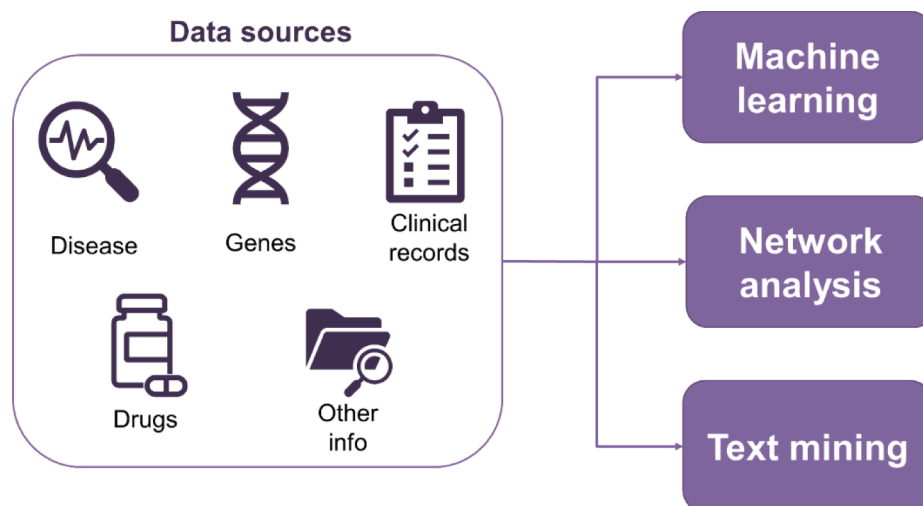 Data sources
Disease
Genes
Clinical
records
Drugs
Other
info
Machine
learning
Network
analysis
Text mining